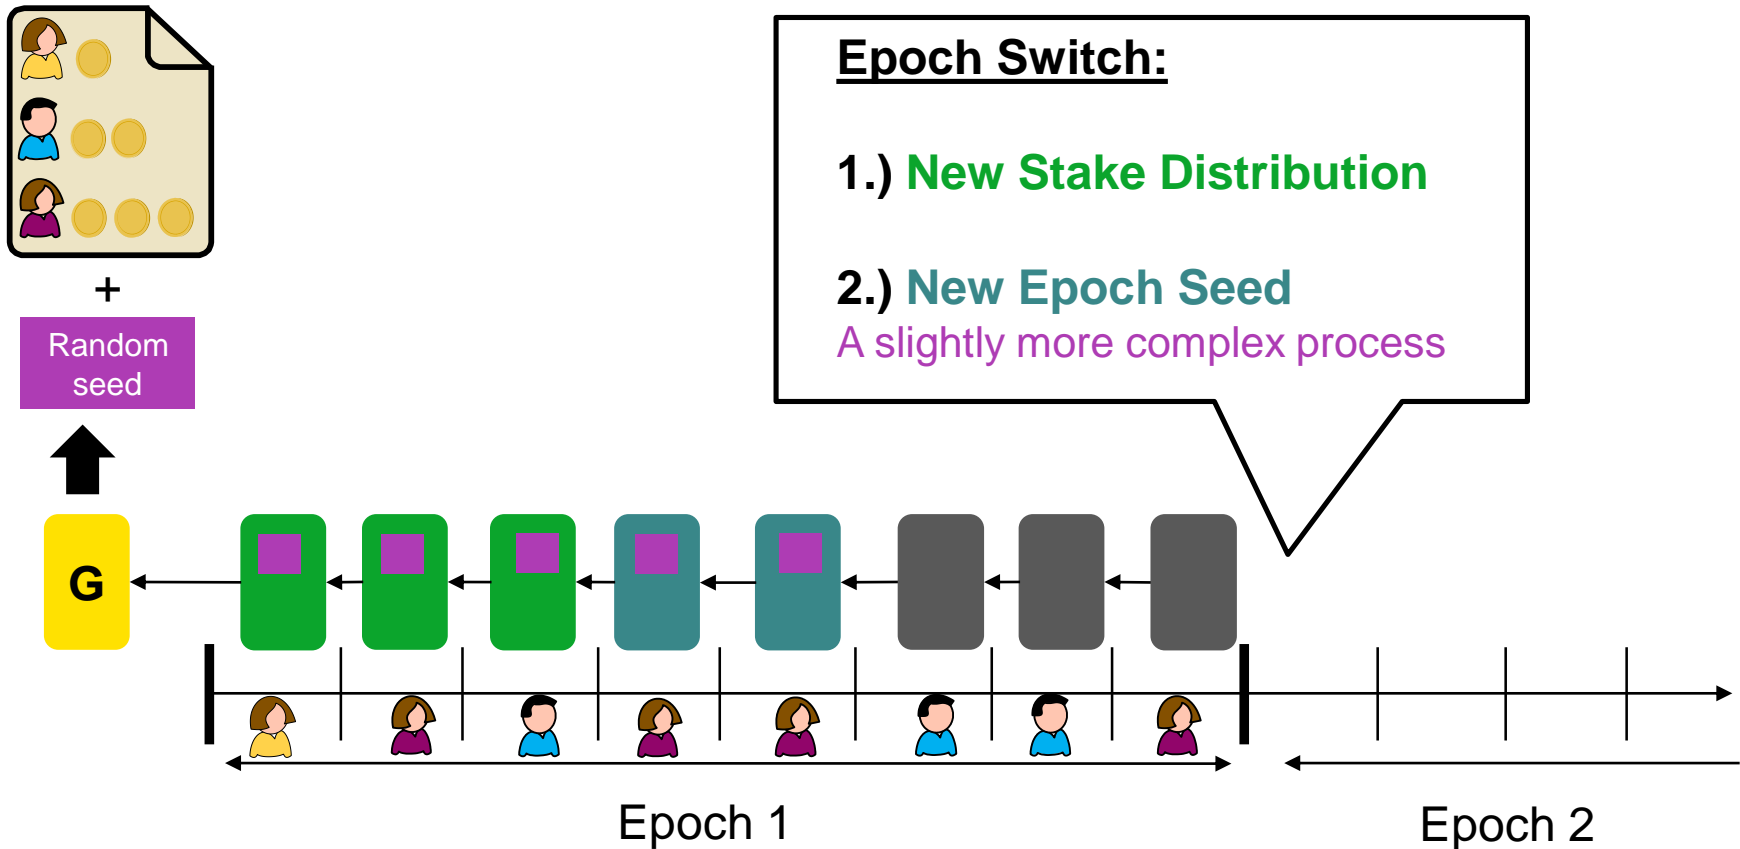 Epoch Switch:
1.) New Stake Distribution
2.) New Epoch Seed
A slightly more complex process
+
Random
seed
G
Epoch 1
Epoch 2